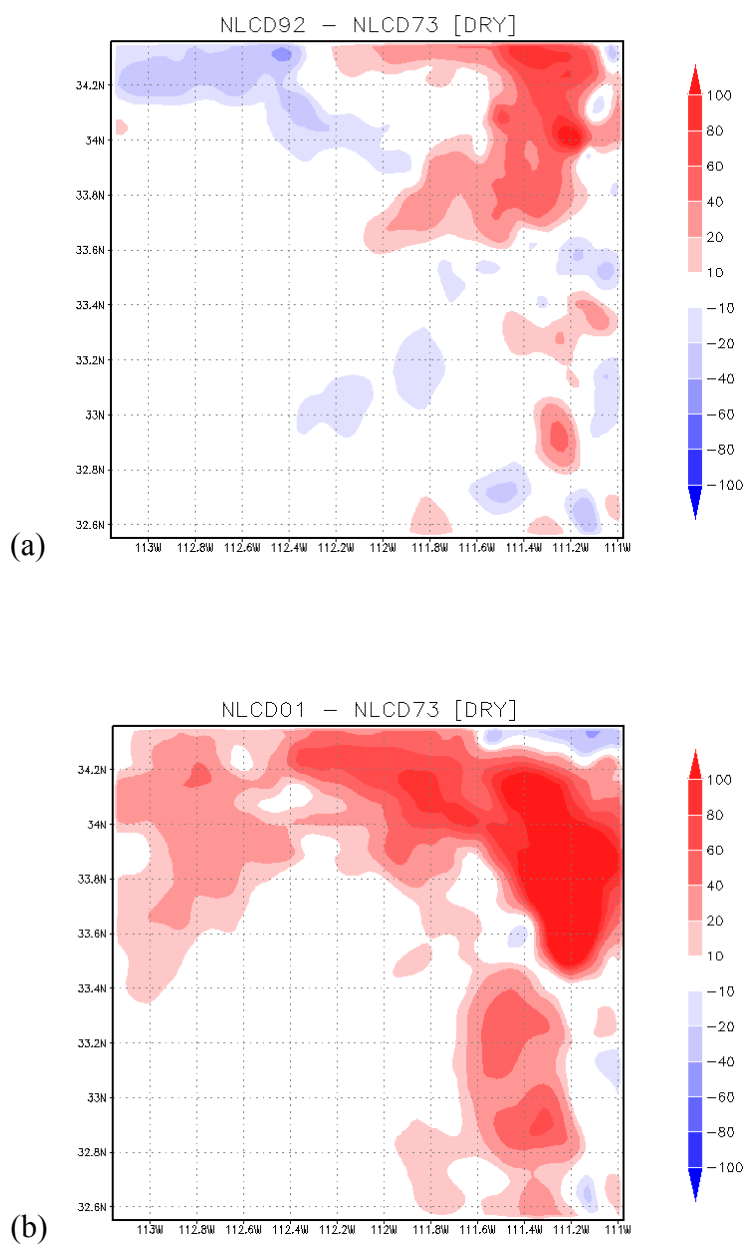 NLCD92 – NLCD73 [DRY]
34.2N
34N
33.8N
33.6N
33.4N
33.2N
33N
32.8N
32.6N
113W 112.8W 112.6W 112.4W 112.2W 112W 111.8W 111.6W 111.4W 111.2W 111W
100
80
60
40
20
10
−10
−20
−40
−60
−80
−100
(a)
NLCD01 – NLCD73 [DRY]
34.2N
34N
33.8N
33.6N
33.4N
33.2N
33N
32.8N
32.6N
113W 112.8W 112.6W 112.4W 112.2W 112W 111.8W 111.6W 111.4W 111.2W 111W
100
80
60
40
20
10
−10
−20
−40
−60
−80
−100
(b)